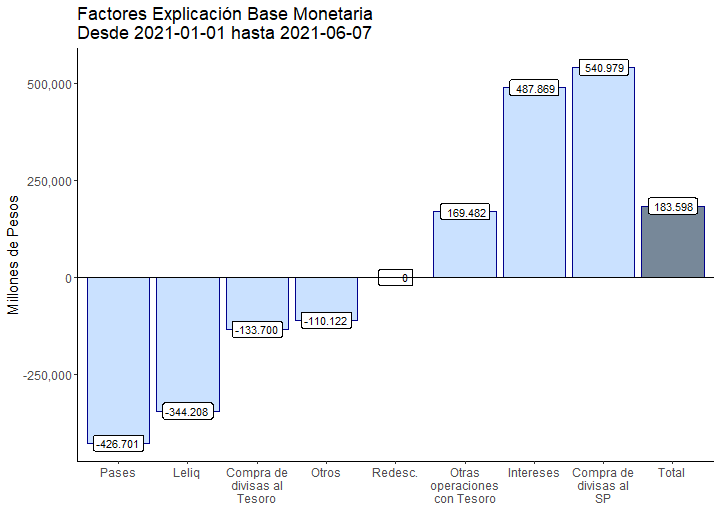 Factores Explicación Base Monetaria
Desde 2021-01-01 hasta 2021-06-07
Millones de Pesos
500,000
250,000
0
-250,000
-426.701
-344.208
-133.700
-110.122
0
169.482
487.869
540.979
183.598
Pases
Leliq
Compra de
divisas al
Tesoro
Otros
Redesc.
Otras
operaciones
con Tesoro
Intereses
Compra de
divisas al
SP
Total